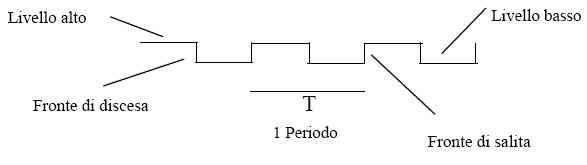 Livello alto
Livello basso
Fronte di discesa
T
1 Periodo
Fronte di salita